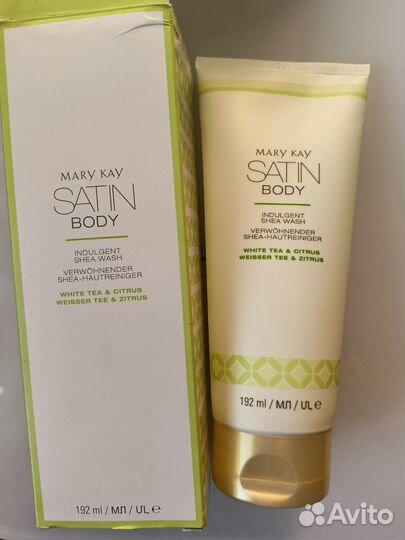 MARY KAY
SATIN
BODY
INDULGENT
SHEA WASH
VERWÖHNENDER
SHEA-HAUTREINIGER
WHITE TEA & CITRUS
WEISSER TEE & ZITRUS
192 ml / МЛ / ՄԼ ℮
MARY KAY
SATIN
BODY
INDULGENT
SHEA WASH
VERWÖHNENDER
SHEA-HAUTREINIGER
WHITE TEA & CITRUS
WEISSER TEE & ZITRUS
192 ml / МЛ / ՄԼ ℮
Avito